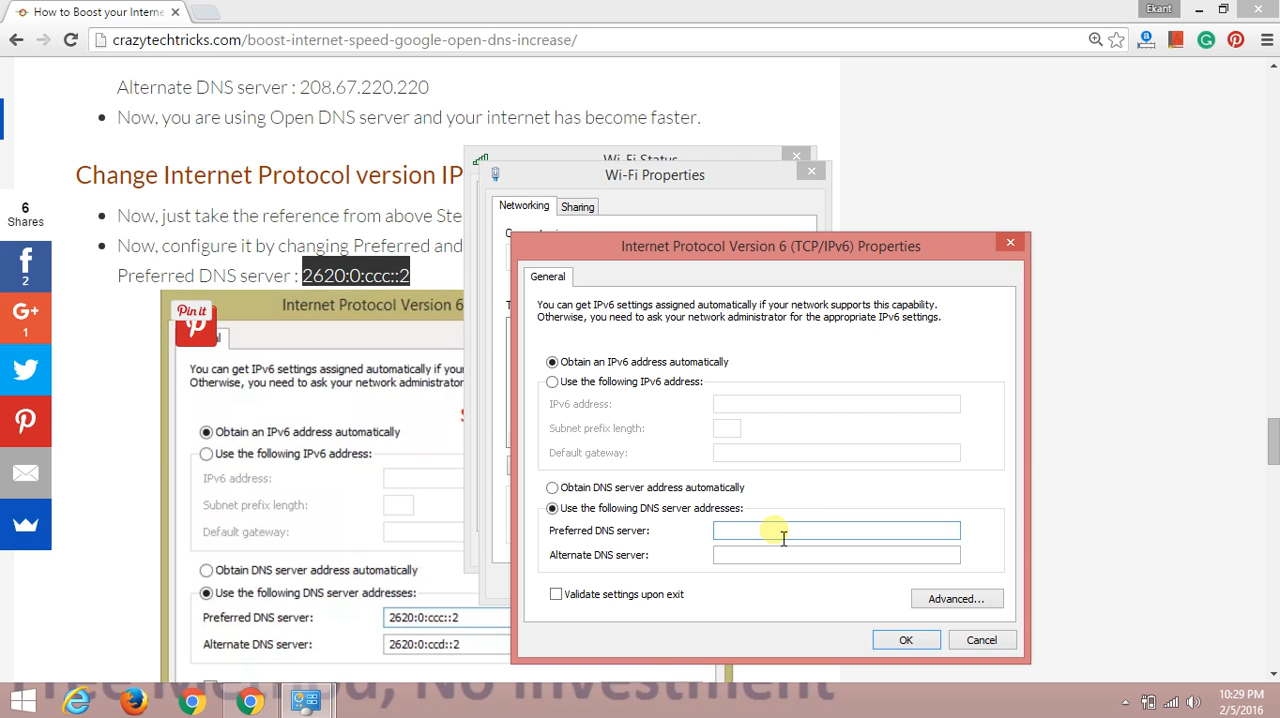 How to Boost your Interne
Ekant
crazytechtricks.com/boost-internet-speed-google-open-dns-increase/
Alternate DNS server : 208.67.220.220
Now, you are using Open DNS server and your internet has become faster.
Change Internet Protocol version IP
Now, just take the reference from above Ste
Now, configure it by changing Preferred and
Preferred DNS server : 2620:0:ccc::2
6
Shares
2
G+
1
Pin it
Internet Protocol Version 6
You can get IPv6 settings assigned automatically if your
Otherwise, you need to ask your network administrator
Obtain an IPv6 address automatically
Use the following IPv6 address:
IPv6 address:
Subnet prefix length:
Default gateway:
Obtain DNS server address automatically
Use the following DNS server addresses:
Preferred DNS server: 2620:0:ccc::2
Alternate DNS server: 2620:0:ccd::2
Wi-Fi Status
Wi-Fi Properties
Networking
Sharing
Internet Protocol Version 6 (TCP/IPv6) Properties
General
You can get IPv6 settings assigned automatically if your network supports this capability.
Otherwise, you need to ask your network administrator for the appropriate IPv6 settings.
Obtain an IPv6 address automatically
Use the following IPv6 address:
IPv6 address:
Subnet prefix length:
Default gateway:
Obtain DNS server address automatically
Use the following DNS server addresses:
Preferred DNS server:
Alternate DNS server:
Validate settings upon exit
Advanced...
OK
Cancel
Free Method, No Investment
10:29 PM
2/5/2016